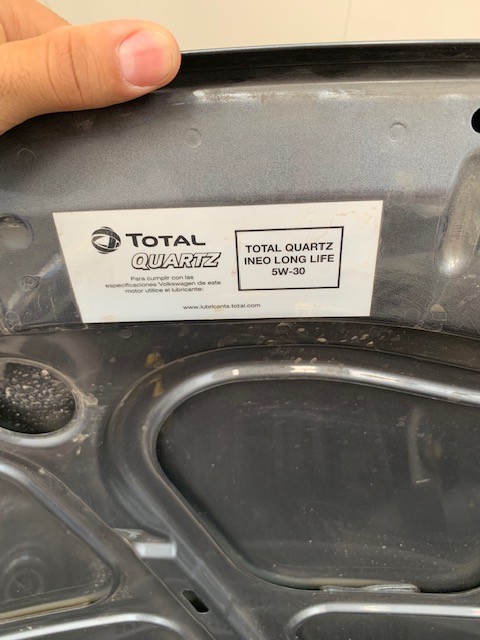 TOTAL
QUARTZ
Para cumplir con las
especificaciones Volkswagen de este
motor utilice el lubricante:
www.lubricants.total.com
TOTAL QUARTZ
INEO LONG LIFE
5W-30